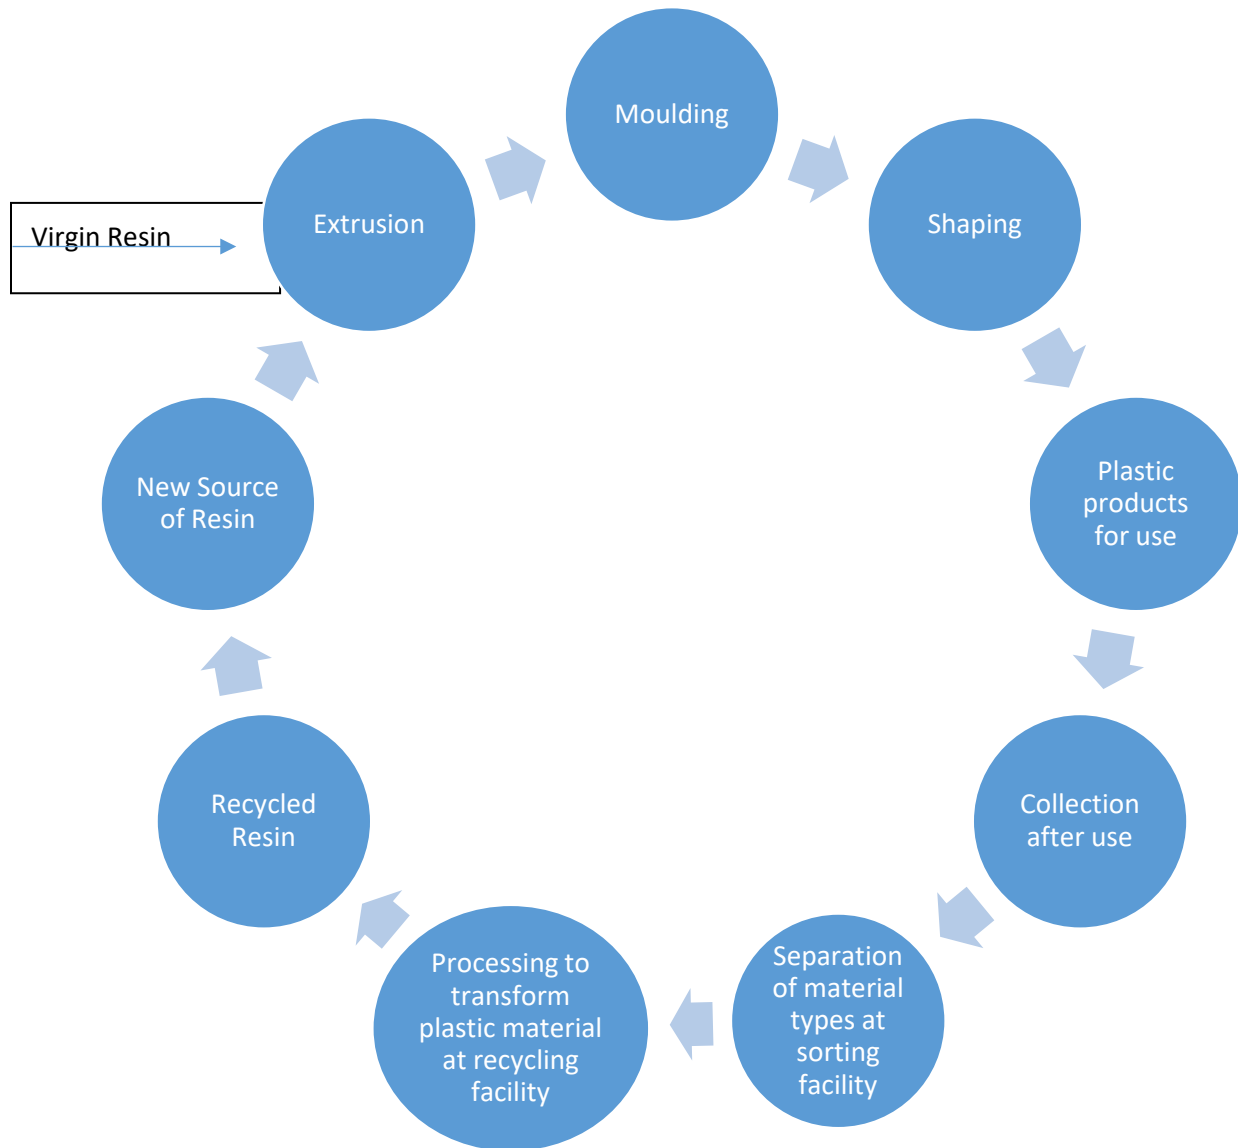 Moulding
Shaping
Plastic
products
for use
Collection
after use
Separation
of material
types at
sorting
facility
Processing to
transform
plastic material
at recycling
facility
Recycled
Resin
New Source
of Resin
Extrusion
Virgin Resin